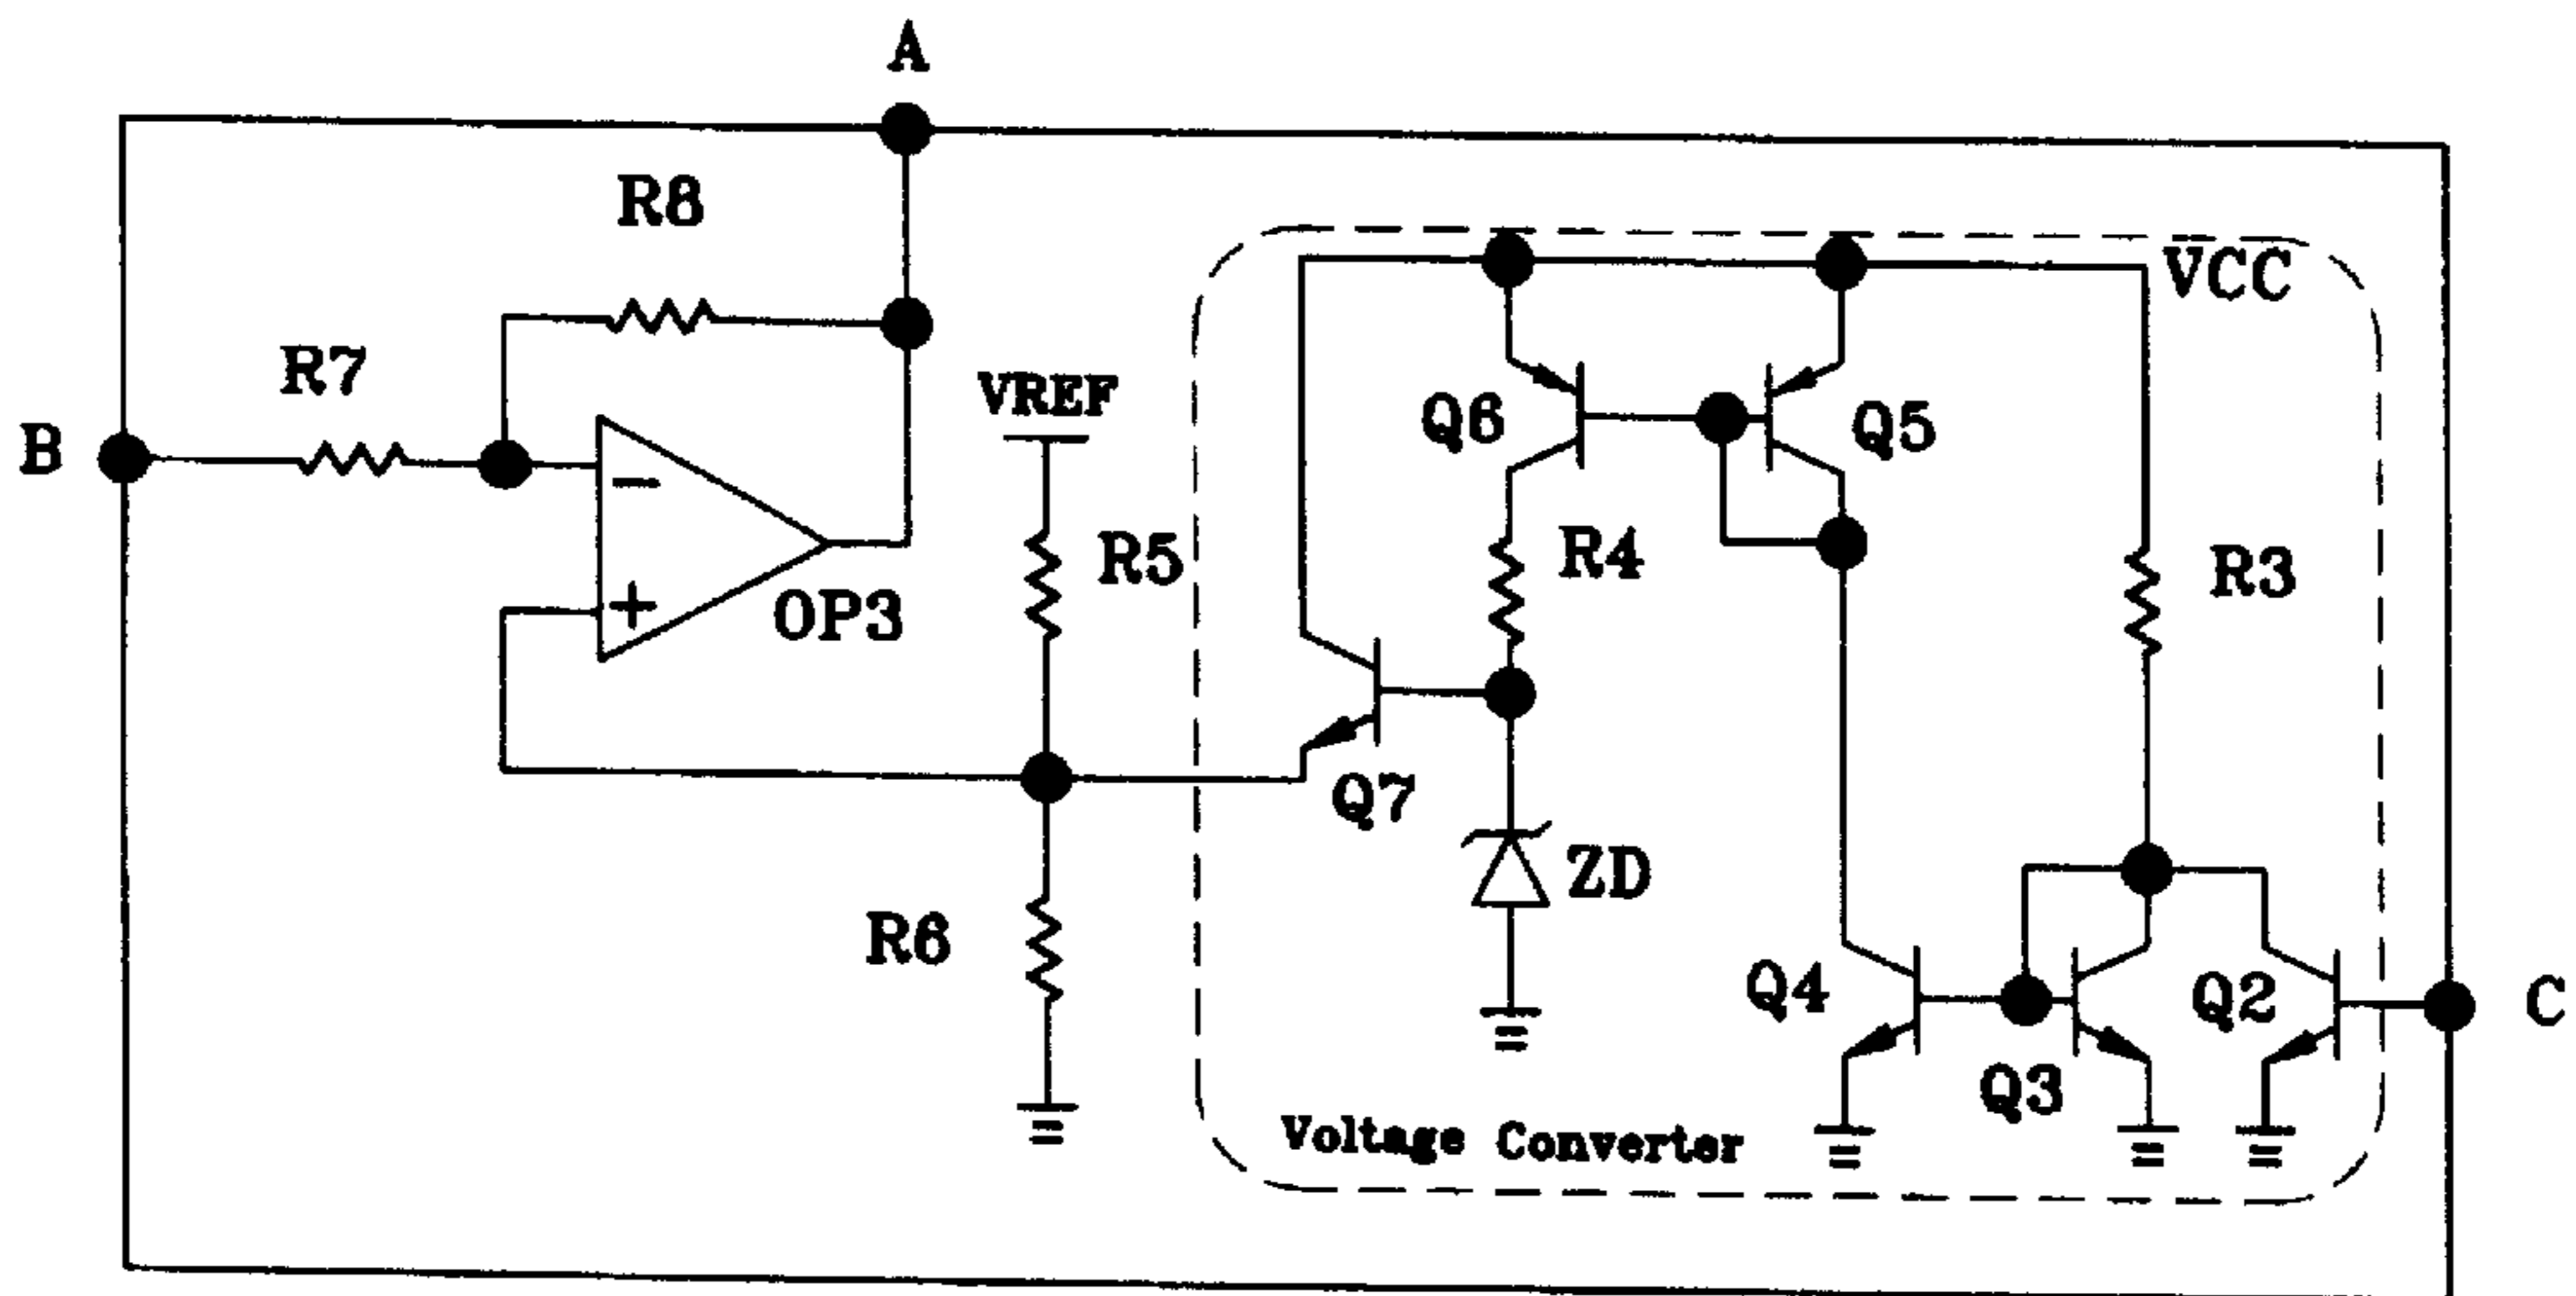 A
R8
VCC
R7
VREF
Q6
Q5
B
−
R5
R4
R3
+
OP3
Q7
ZD
R6
Q4
Q2
C
Q3
Voltage Converter